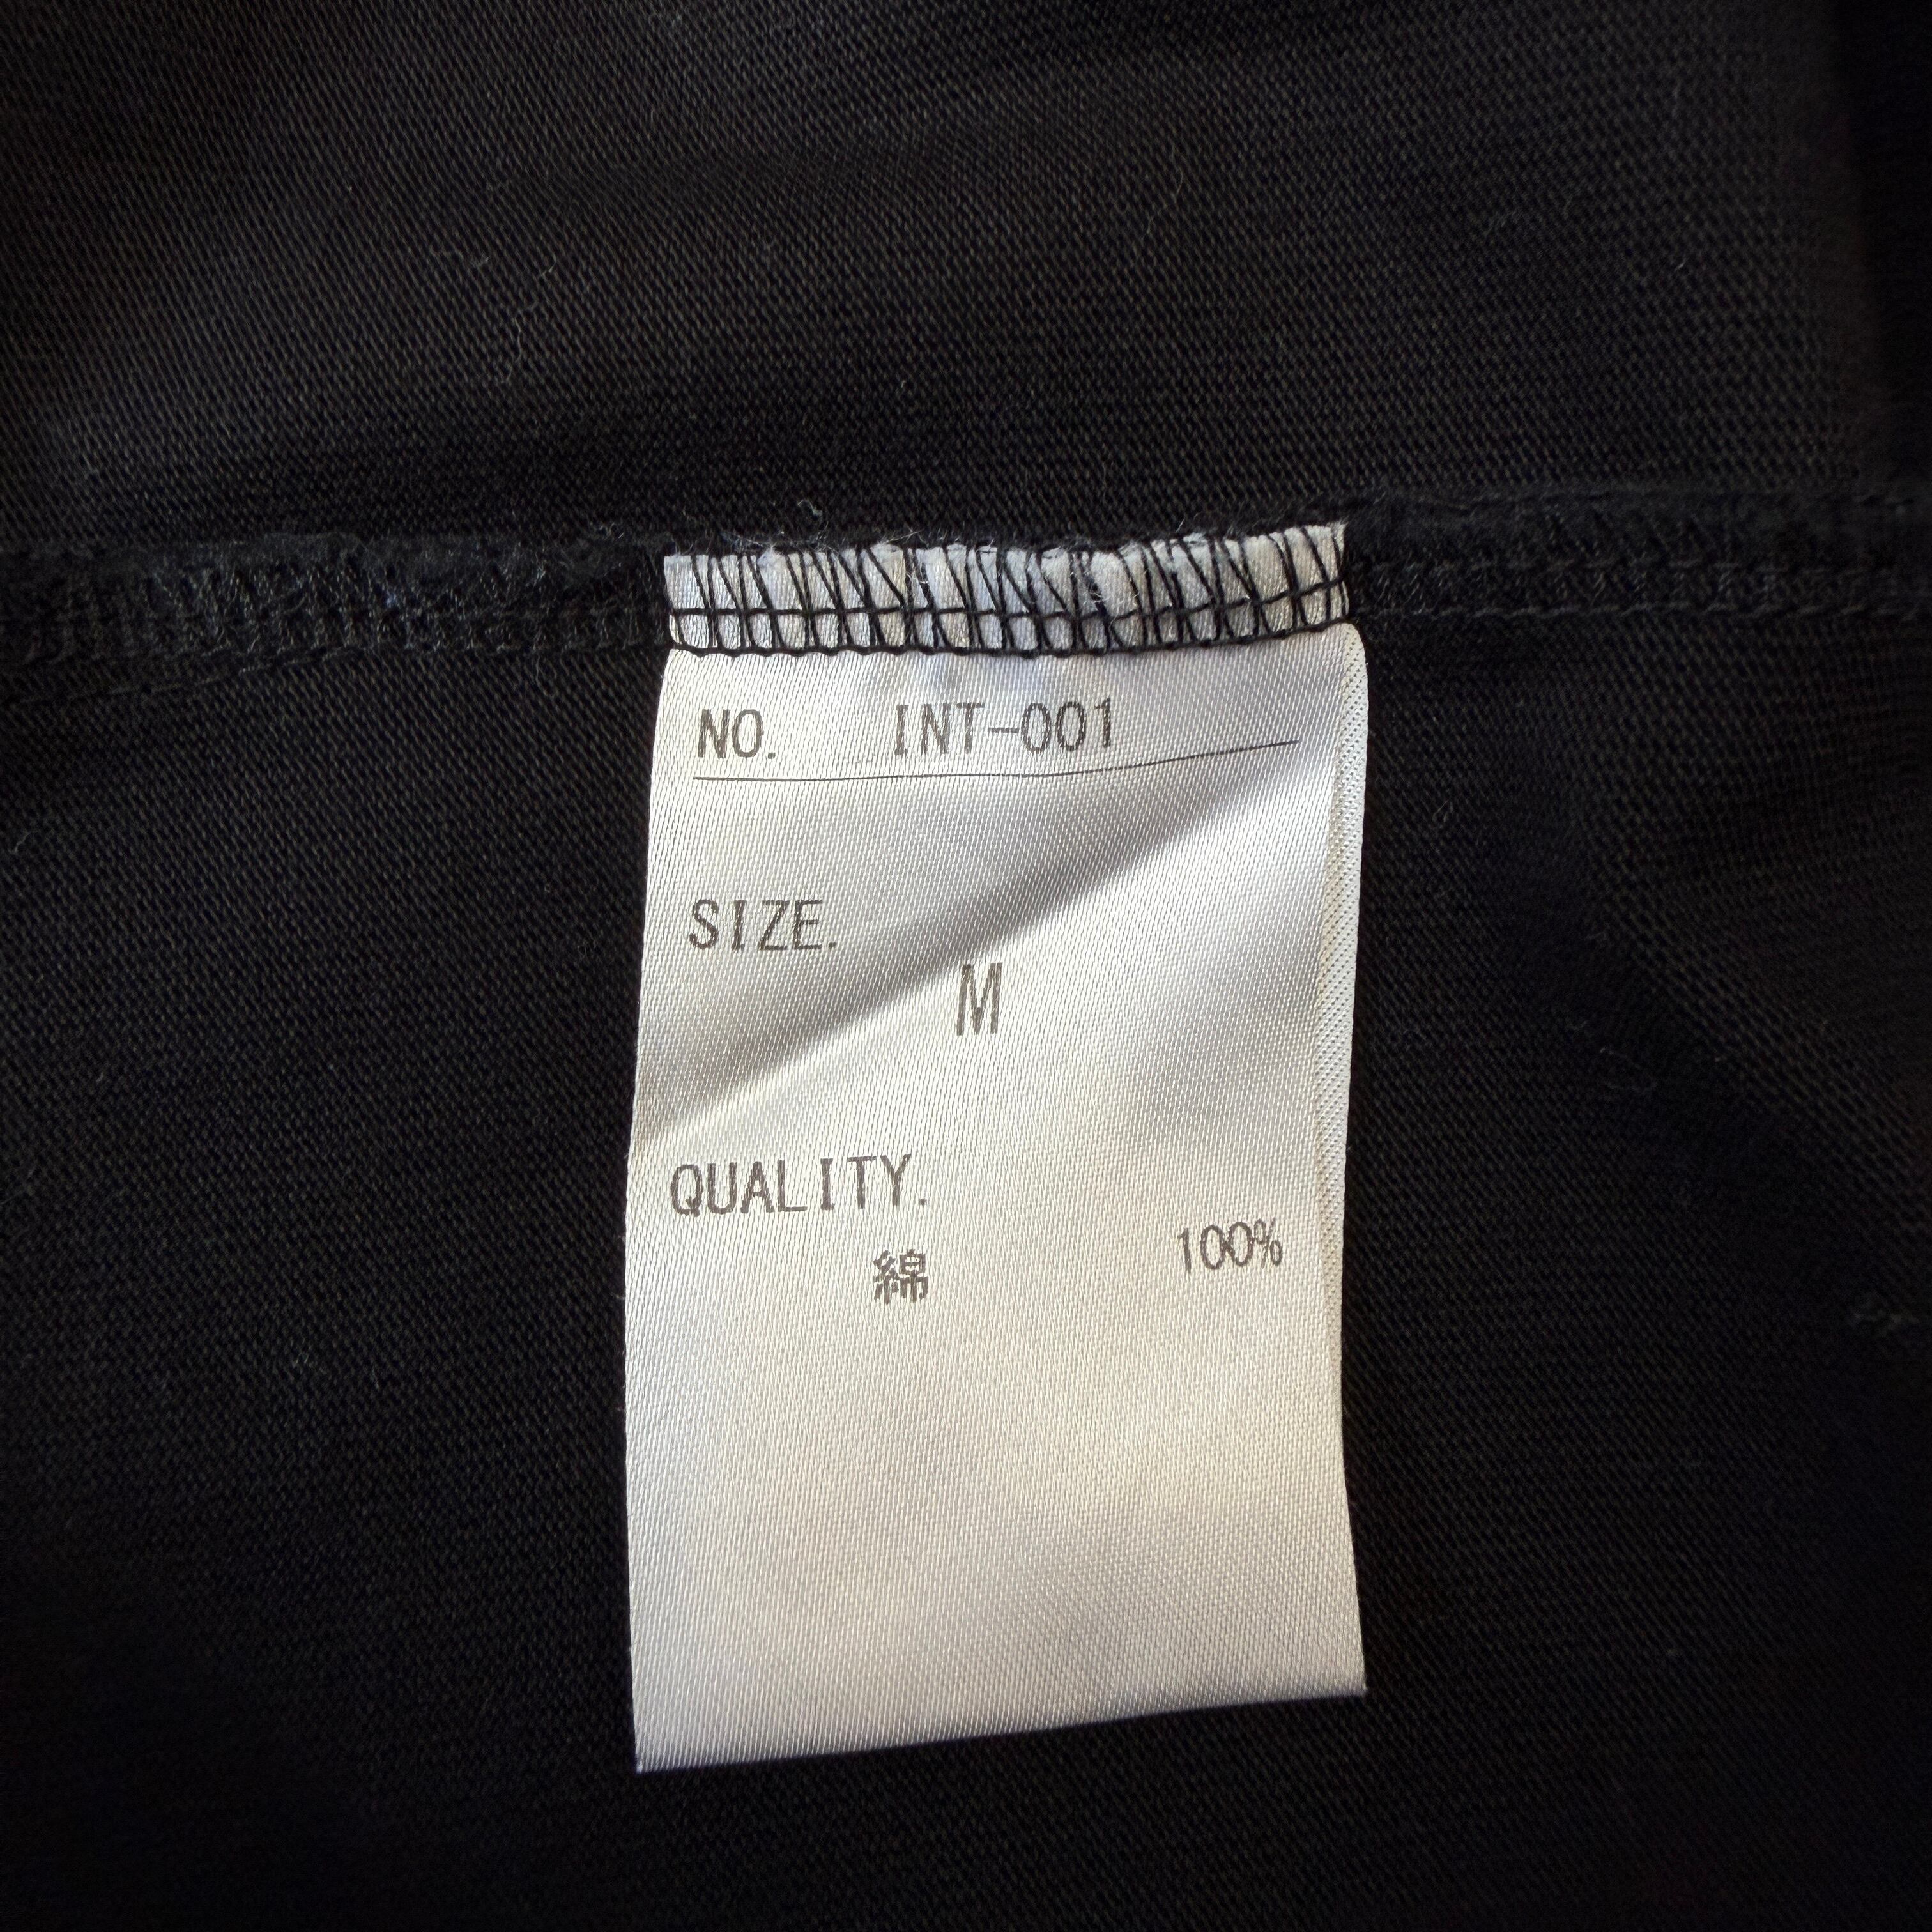 NO. INT-001
SIZE.
M
QUALITY.
綿 100%